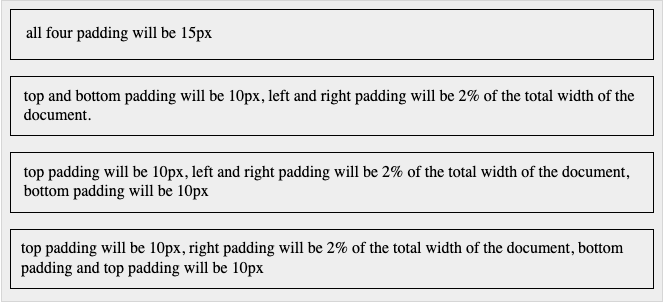 all four padding will be 15px
top and bottom padding will be 10px, left and right padding will be 2% of the total width of the
document.
top padding will be 10px, left and right padding will be 2% of the total width of the document,
bottom padding will be 10px
top padding will be 10px, right padding will be 2% of the total width of the document, bottom
padding and top padding will be 10px